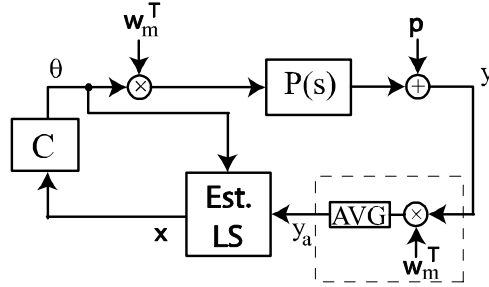 w_m^T
p
θ
×
P(s)
+
y
C
Est.
LS
AVG
×
y_a
x
w_m^T